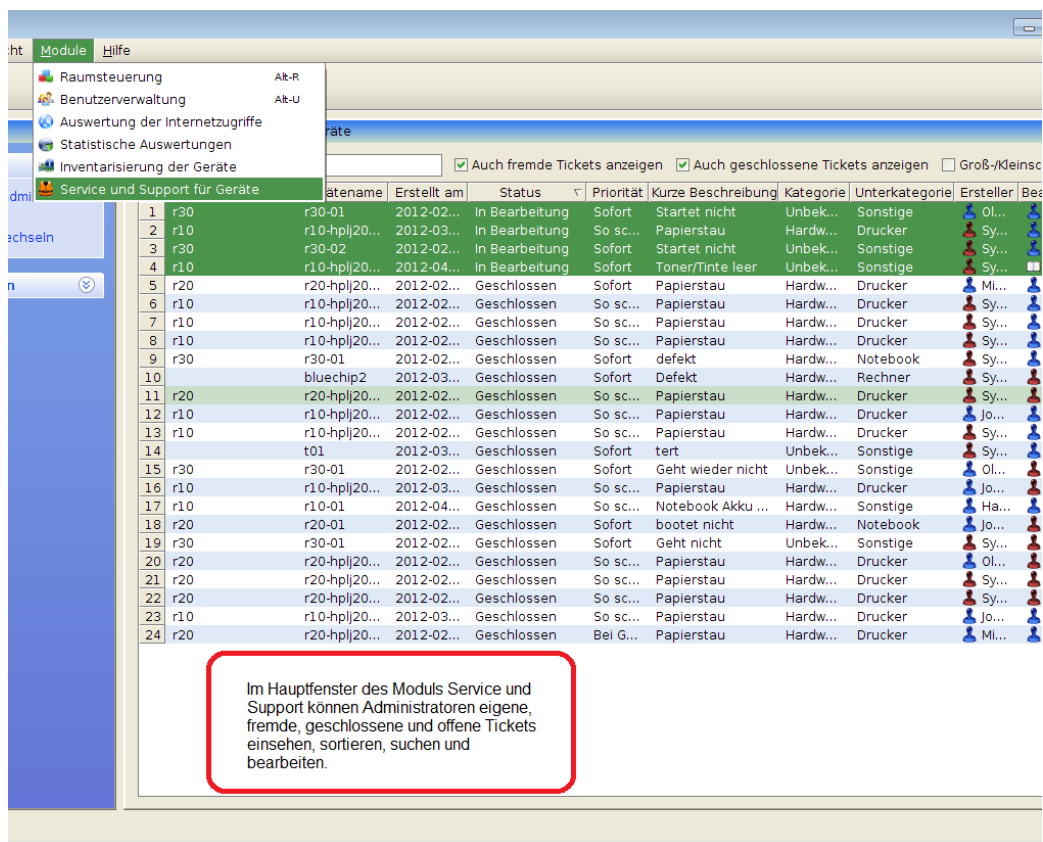 cht Module Hilfe
Raumsteuerung Alt-R
Benutzerverwaltung Alt-U
Auswertung der Internetzugriffe
Statistische Auswertungen
Inventarisierung der Geräte
Service und Support für Geräte
räte
Auch fremde Tickets anzeigen Auch geschlossene Tickets anzeigen Groß-/Kleinsc
dmi
echseln
n
ätename Erstellt am Status Priorität Kurze Beschreibung Kategorie Unterkategorie Ersteller Bea
1 r30 r30-01 2012-02... In Bearbeitung Sofort Startet nicht Unbek... Sonstige Ol...
2 r10 r10-hplj20... 2012-03... In Bearbeitung So sc... Papierstau Hardw... Drucker Sy...
3 r30 r30-02 2012-02... In Bearbeitung Sofort Startet nicht Unbek... Sonstige Sy...
4 r10 r10-hplj20... 2012-04... In Bearbeitung Sofort Toner/Tinte leer Unbek... Sonstige Sy...
5 r20 r20-hplj20... 2012-02... Geschlossen Sofort Papierstau Hardw... Drucker Mi...
6 r10 r10-hplj20... 2012-02... Geschlossen So sc... Papierstau Hardw... Drucker Sy...
7 r10 r10-hplj20... 2012-02... Geschlossen So sc... Papierstau Hardw... Drucker Sy...
8 r10 r10-hplj20... 2012-02... Geschlossen So sc... Papierstau Hardw... Drucker Sy...
9 r30 r30-01 2012-02... Geschlossen Sofort defekt Hardw... Notebook Sy...
10 bluechip2 2012-03... Geschlossen Sofort Defekt Hardw... Rechner Sy...
11 r20 r20-hplj20... 2012-02... Geschlossen So sc... Papierstau Hardw... Drucker Sy...
12 r10 r10-hplj20... 2012-02... Geschlossen So sc... Papierstau Hardw... Drucker Jo...
13 r10 r10-hplj20... 2012-02... Geschlossen So sc... Papierstau Hardw... Drucker Sy...
14 t01 2012-03... Geschlossen Sofort tert Unbek... Sonstige Sy...
15 r30 r30-01 2012-02... Geschlossen Sofort Geht wieder nicht Unbek... Sonstige Ol...
16 r10 r10-hplj20... 2012-03... Geschlossen So sc... Papierstau Hardw... Drucker Jo...
17 r10 r10-01 2012-04... Geschlossen So sc... Notebook Akku ... Hardw... Sonstige Ha...
18 r20 r20-01 2012-02... Geschlossen Sofort bootet nicht Hardw... Notebook Jo...
19 r30 r30-01 2012-02... Geschlossen Sofort Geht nicht Unbek... Sonstige Sy...
20 r20 r20-hplj20... 2012-02... Geschlossen So sc... Papierstau Hardw... Drucker Ol...
21 r20 r20-hplj20... 2012-02... Geschlossen So sc... Papierstau Hardw... Drucker Sy...
22 r20 r20-hplj20... 2012-02... Geschlossen So sc... Papierstau Hardw... Drucker Sy...
23 r10 r10-hplj20... 2012-03... Geschlossen So sc... Papierstau Hardw... Drucker Jo...
24 r20 r20-hplj20... 2012-02... Geschlossen Bei G... Papierstau Hardw... Drucker Mi...
Im Hauptfenster des Moduls Service und
Support können Administratoren eigene,
fremde, geschlossene und offene Tickets
einsehen, sortieren, suchen und
bearbeiten.